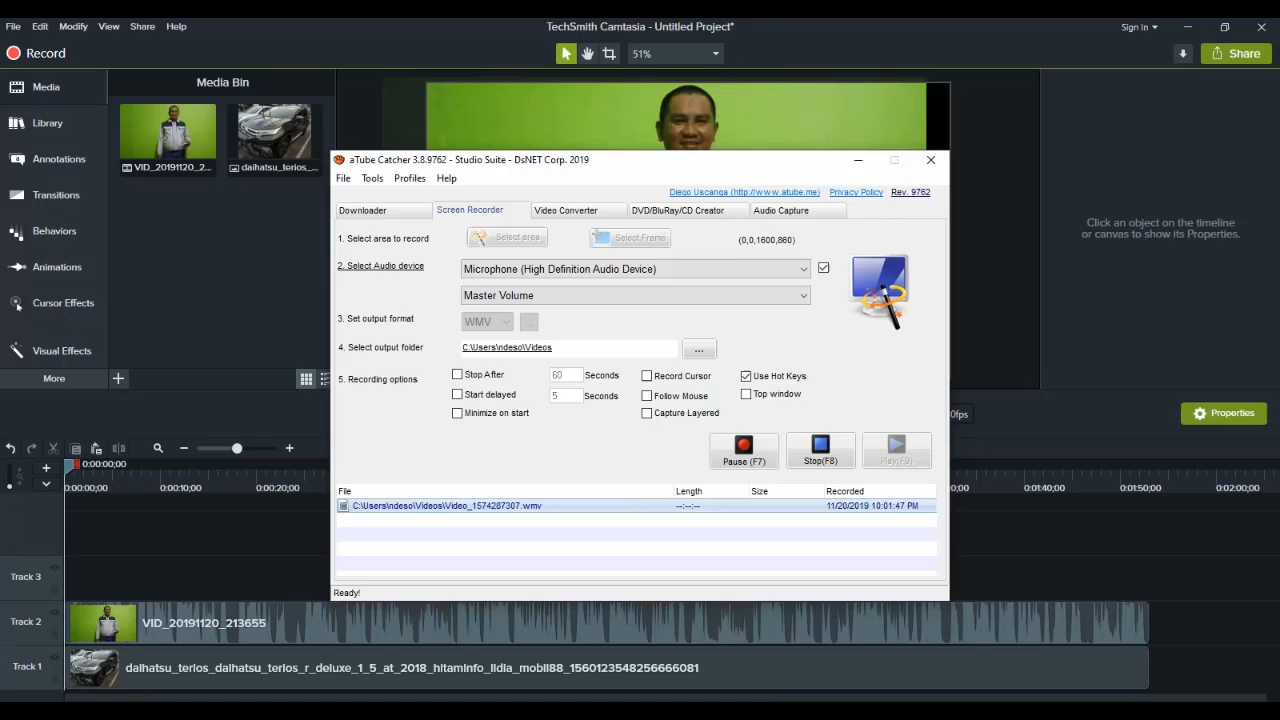 TechSmith Camtasia - Untitled Project*
File Edit Modify View Share Help
Sign In
Record
51%
Share
Media
Library
Annotations
Transitions
Behaviors
Animations
Cursor Effects
Visual Effects
More
Media Bin
VID_20191120_2...
daihatsu_terios_...
aTube Catcher 3.8.9762 - Studio Suite - DsNET Corp. 2019
File Tools Profiles Help
Diego Uscanga (http://www.atube.me) Privacy Policy Rev. 9762
Downloader Screen Recorder Video Converter DVD/BluRay/CD Creator Audio Capture
1. Select area to record Select area Select Frame (0,0,1600,860)
2. Select Audio device Microphone (High Definition Audio Device)
Master Volume
3. Set output format WMV ...
4. Select output folder C:\Users\ndeso\Videos ...
5. Recording options
Stop After 60 Seconds Record Cursor Use Hot Keys
Start delayed 5 Seconds Follow Mouse Top window
Minimize on start Capture Layered
Pause (F7) Stop(F8) Play(F9)
File Length Size Recorded
C:\Users\ndeso\Videos\Video_1574287307.wmv --:--:-- 11/20/2019 10:01:47 PM
Ready!
Click an object on the timeline
or canvas to show its Properties.
0fps
Properties
0:00:00;00
0:00:00;00 0:00:10;00 0:00:20;00 00;00 0:01:40;00 0:01:50;00 0:02:00;00
Track 3
Track 2 VID_20191120_213655
Track 1 daihatsu_terios_daihatsu_terios_r_deluxe_1_5_at_2018_hitaminfo_lidia_mobil88_1560123548256666081